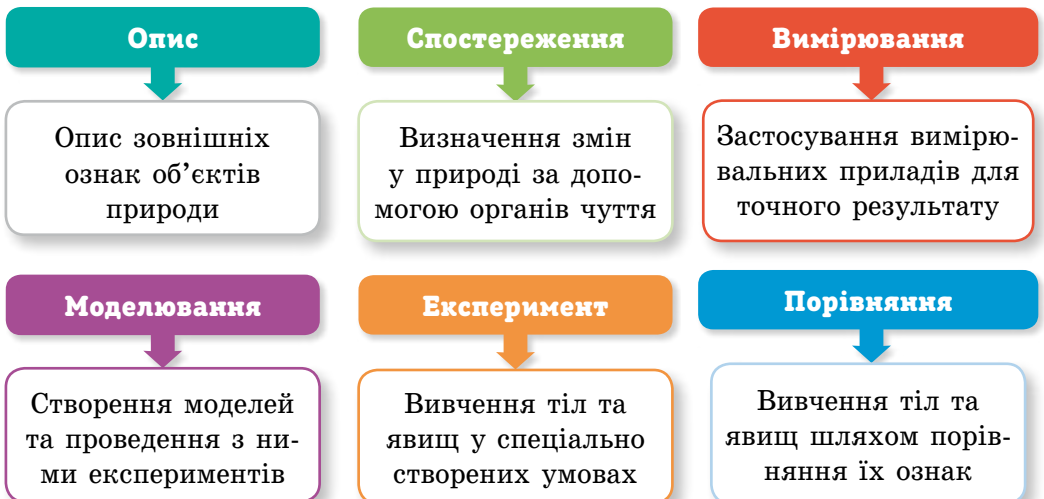 Опис
Опис зовнішніх
ознак об’єктів
природи
Спостереження
Визначення змін
у природі за допо-
могою органів чуття
Вимірювання
Застосування вимірю-
вальних приладів для
точного результату
Моделювання
Створення моделей
та проведення з ни-
ми експериментів
Експеримент
Вивчення тіл та
явищ у спеціально
створених умовах
Порівняння
Вивчення тіл та
явищ шляхом порів-
няння їх ознак